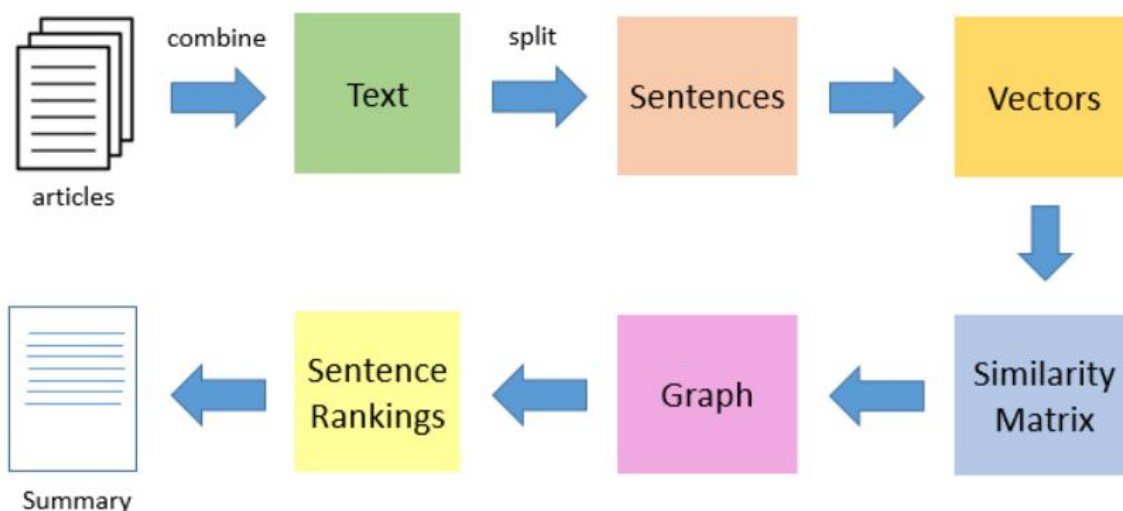 combine
split
Text
Sentences
Vectors
articles
Similarity
Matrix
Graph
Sentence
Rankings
Summary